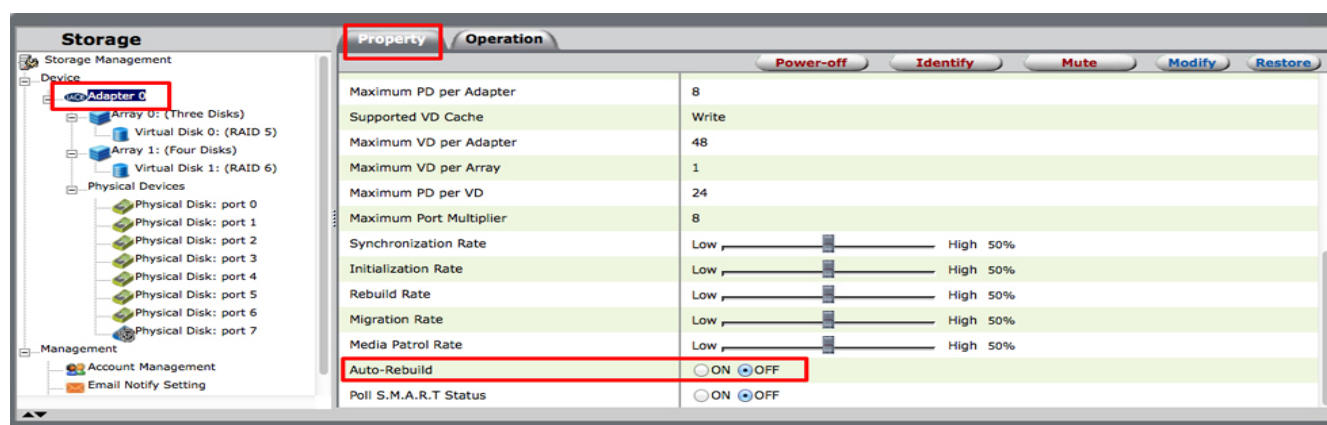 Storage
Storage Management
Device
Adapter 0
Array 0: (Three Disks)
Virtual Disk 0: (RAID 5)
Array 1: (Four Disks)
Virtual Disk 1: (RAID 6)
Physical Devices
Physical Disk: port 0
Physical Disk: port 1
Physical Disk: port 2
Physical Disk: port 3
Physical Disk: port 4
Physical Disk: port 5
Physical Disk: port 6
Physical Disk: port 7
Management
Account Management
Email Notify Setting
Property Operation
Power-off Identify Mute Modify Restore
Maximum PD per Adapter 8
Supported VD Cache Write
Maximum VD per Adapter 48
Maximum VD per Array 1
Maximum PD per VD 24
Maximum Port Multiplier 8
Synchronization Rate Low High 50%
Initialization Rate Low High 50%
Rebuild Rate Low High 50%
Migration Rate Low High 50%
Media Patrol Rate Low High 50%
Auto-Rebuild ON OFF
Poll S.M.A.R.T Status ON OFF